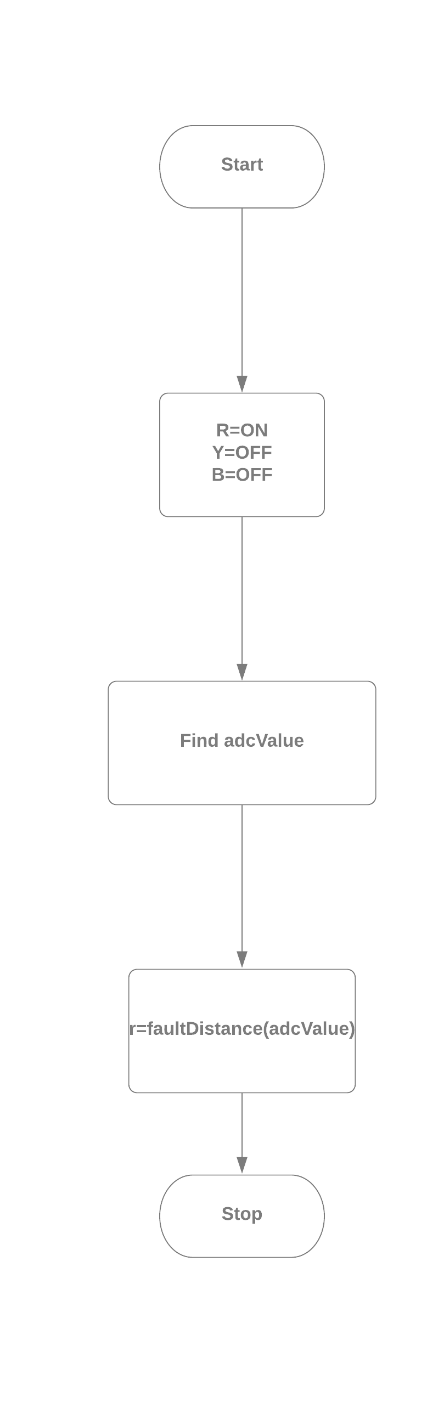 Start
R=ON
Y=OFF
B=OFF
Find adcValue
r=faultDistance(adcValue)
Stop